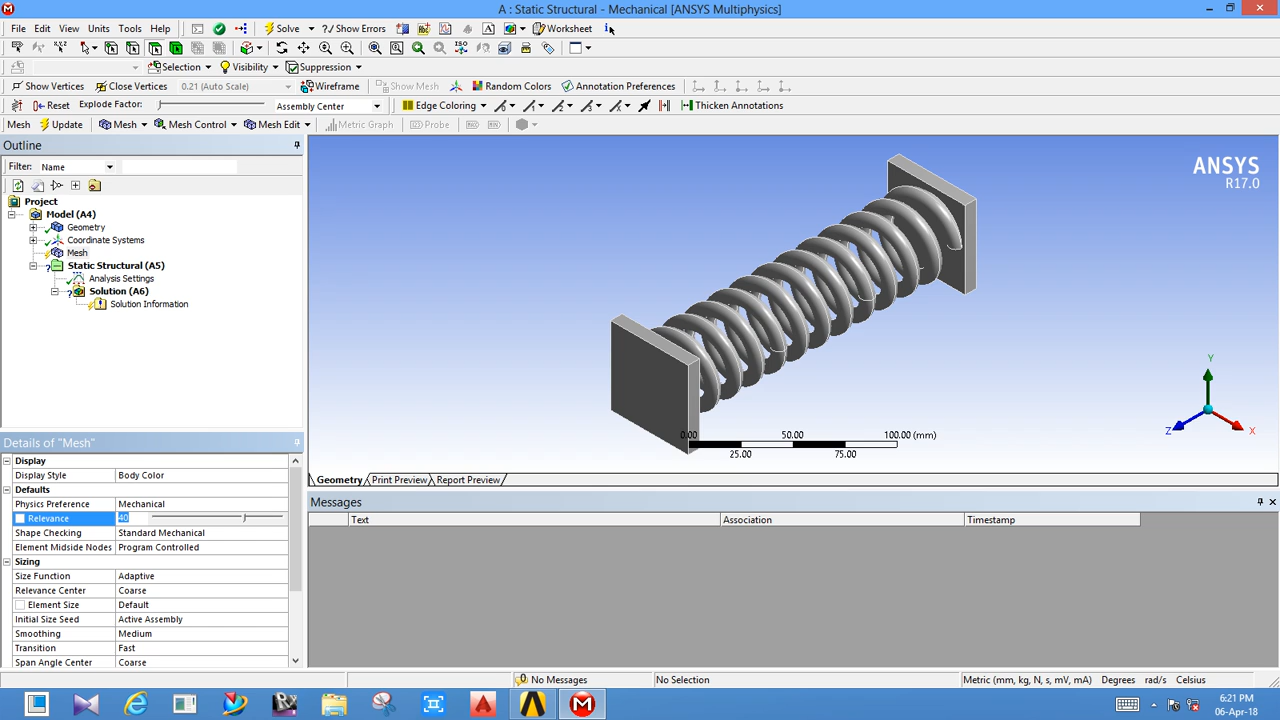 A : Static Structural - Mechanical [ANSYS Multiphysics]
File Edit View Units Tools Help Solve ?/ Show Errors Worksheet
Selection Visibility Suppression
Show Vertices Close Vertices 0.21 (Auto Scale) Wireframe Show Mesh Random Colors Annotation Preferences
Reset Explode Factor: Assembly Center Edge Coloring Thicken Annotations
Mesh Update Mesh Mesh Control Mesh Edit Metric Graph Probe
Outline
Filter: Name
Project
Model (A4)
Geometry
Coordinate Systems
Mesh
Static Structural (A5)
Analysis Settings
Solution (A6)
Solution Information
Details of "Mesh"
Display
Display Style Body Color
Defaults
Physics Preference Mechanical
Relevance 40
Shape Checking Standard Mechanical
Element Midside Nodes Program Controlled
Sizing
Size Function Adaptive
Relevance Center Coarse
Element Size Default
Initial Size Seed Active Assembly
Smoothing Medium
Transition Fast
Span Angle Center Coarse
ANSYS
R17.0
Y
Z
X
0.00 50.00 100.00 (mm)
25.00 75.00
Geometry Print Preview Report Preview
Messages
Text Association Timestamp
No Messages No Selection Metric (mm, kg, N, s, mV, mA) Degrees rad/s Celsius
6:21 PM
06-Apr-18